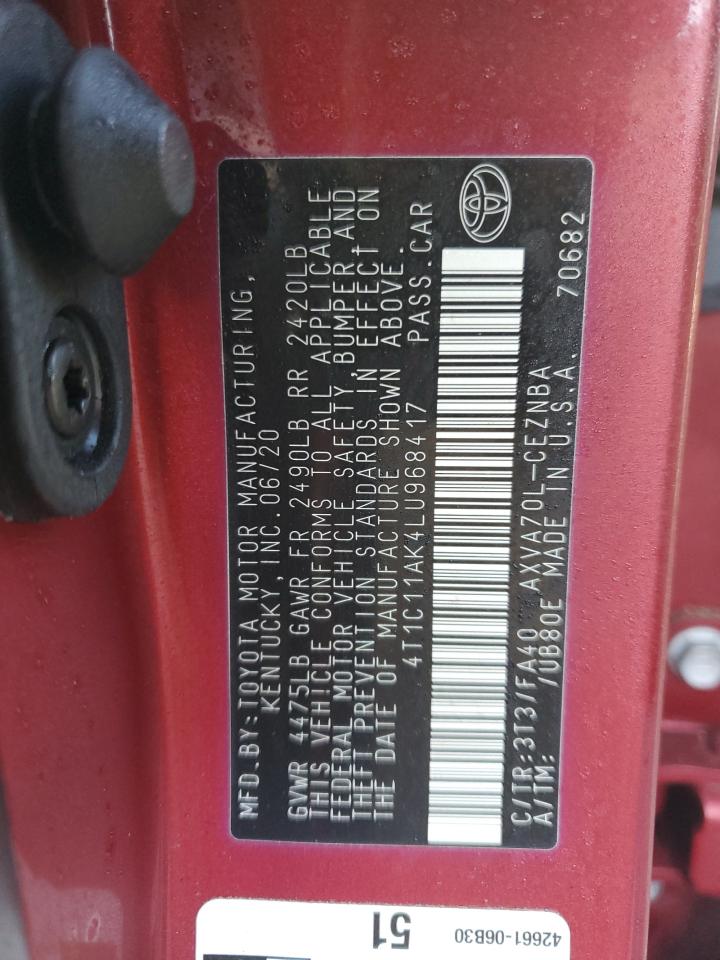 MFD.BY:TOYOTA MOTOR MANUFACTURING,
KENTUCKY, INC. 06/20
GVWR 4475LB GAWR FR 2490LB RR 2420LB
THIS VEHICLE CONFORMS TO ALL APPLICABLE
FEDERAL MOTOR VEHICLE SAFETY, BUMPER, AND
THEFT PREVENTION STANDARDS IN EFFECT ON
THE DATE OF MANUFACTURE SHOWN ABOVE.
4T1C11AK4LU968417 PASS.CAR
C/TR:3T3/FA40 AXVA70L-CEZNBA
A/TM: /UB80E MADE IN U.S.A. 70682
51
42661-06B30